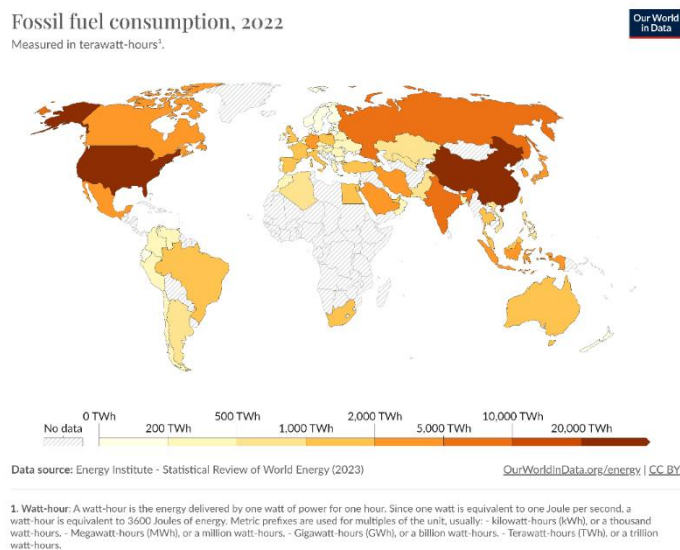 Fossil fuel consumption, 2022
Measured in terawatt-hours¹.
Our World
in Data
No data
0 TWh
200 TWh
500 TWh
1,000 TWh
2,000 TWh
5,000 TWh
10,000 TWh
20,000 TWh
Data source: Energy Institute - Statistical Review of World Energy (2023)
OurWorldInData.org/energy | CC BY
1. Watt-hour: A watt-hour is the energy delivered by one watt of power for one hour. Since one watt is equivalent to one Joule per second, a
watt-hour is equivalent to 3600 Joules of energy. Metric prefixes are used for multiples of the unit, usually: - kilowatt-hours (kWh), or a thousand
watt-hours. - Megawatt-hours (MWh), or a million watt-hours. - Gigawatt-hours (GWh), or a billion watt-hours. - Terawatt-hours (TWh), or a trillion
watt-hours.